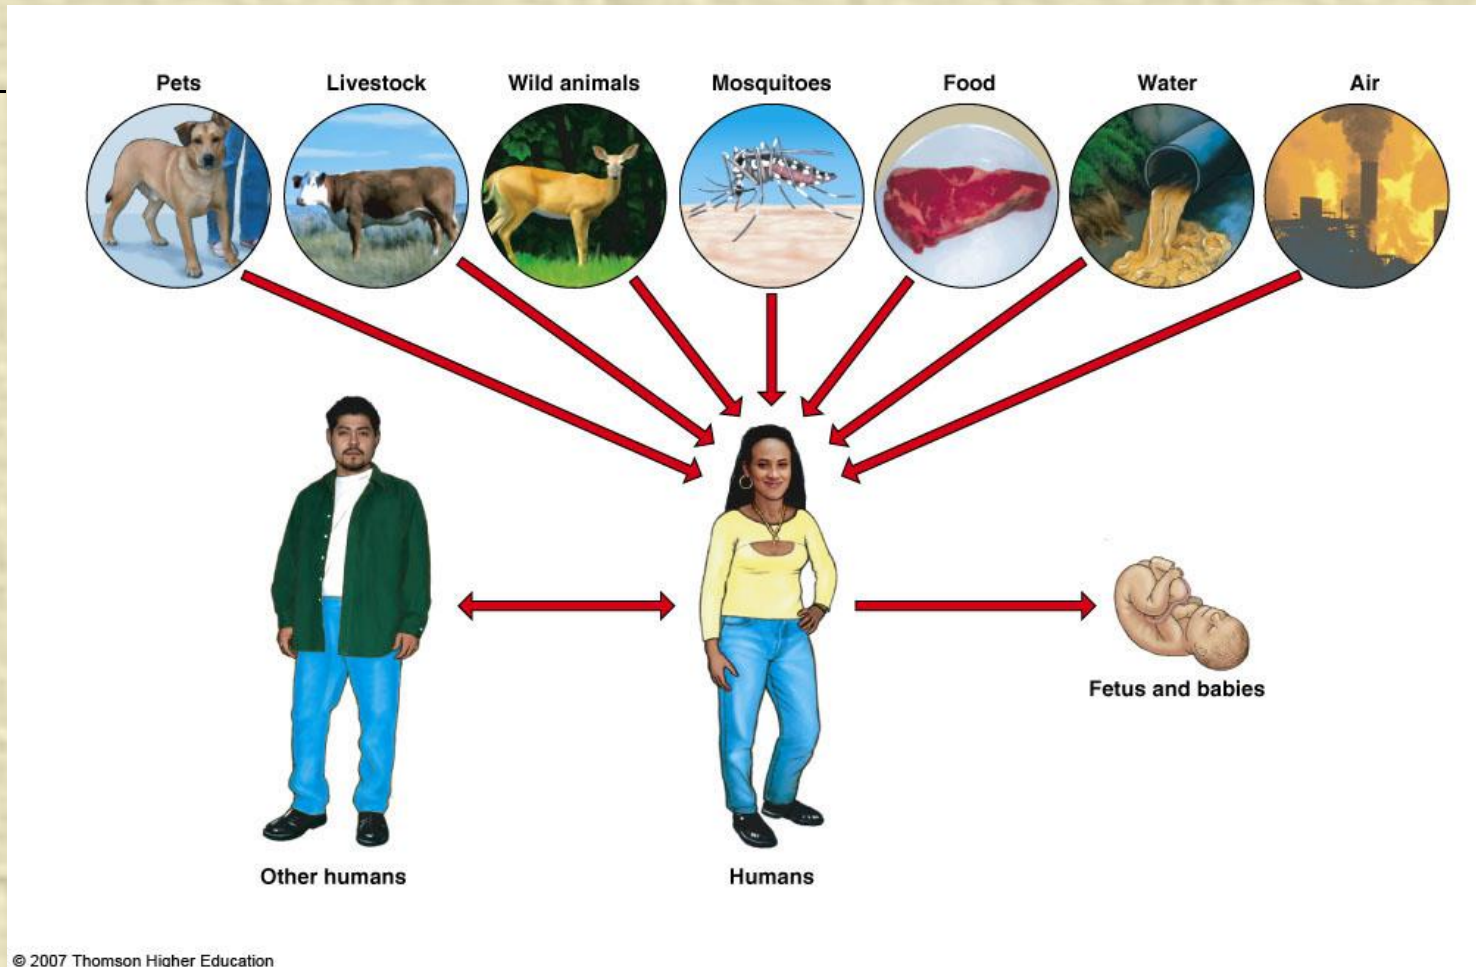 Pets
Livestock
Wild animals
Mosquitoes
Food
Water
Air
Fetus and babies
Other humans
Humans
© 2007 Thomson Higher Education